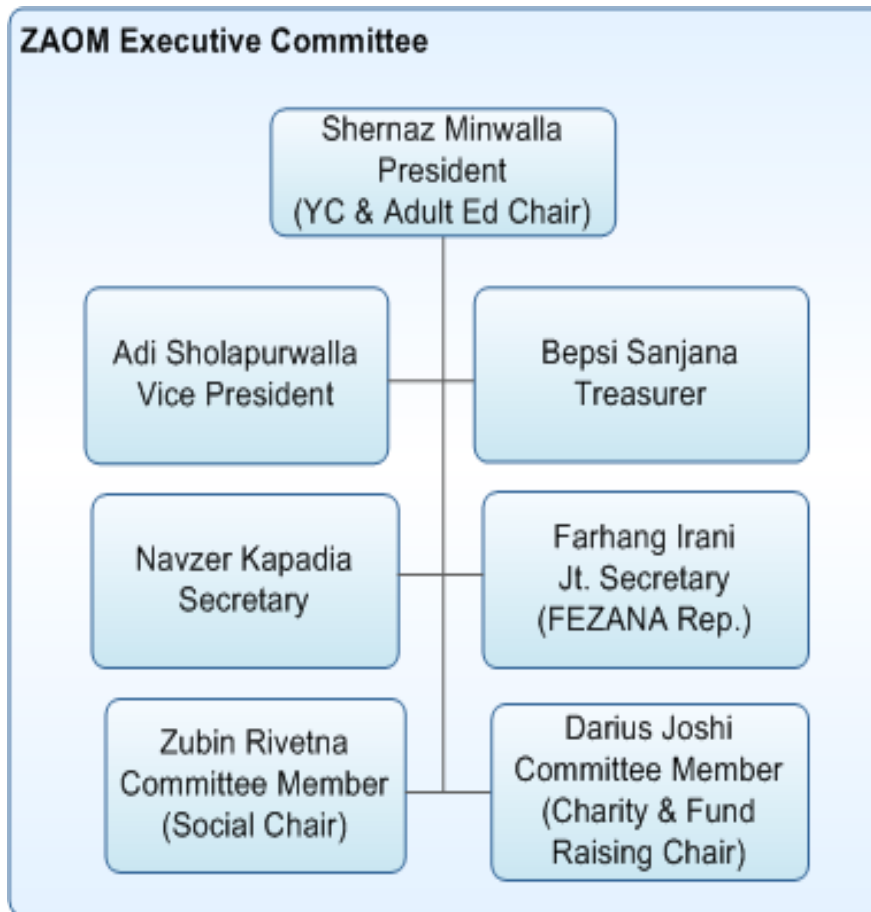 ZAOM Executive Committee
Shernaz Minwalla
President
(YC & Adult Ed Chair)
Adi Sholapurwalla
Vice President
Bepsi Sanjana
Treasurer
Navzer Kapadia
Secretary
Farhang Irani
Jt. Secretary
(FEZANA Rep.)
Zubin Rivetna
Committee Member
(Social Chair)
Darius Joshi
Committee Member
(Charity & Fund
Raising Chair)